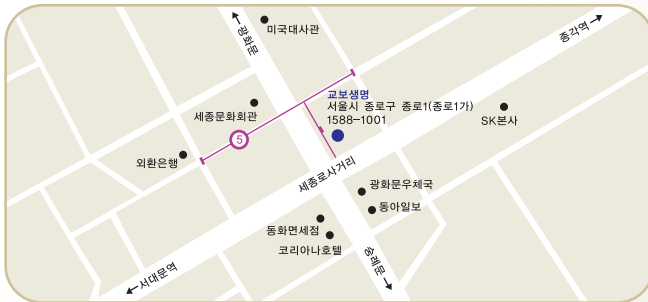 미국대사관
광화문
종각역
교보생명
서울시 종로구 종로1(종로1가)
1588-1001
세종문화회관
SK본사
5
외환은행
세종로사거리
광화문우체국
동아일보
동화면세점
코리아나호텔
서대문역
숭례문